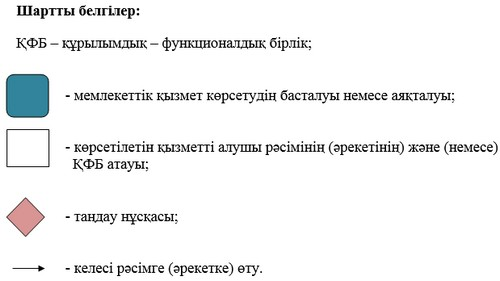 Шартты белгілер:
ҚФБ – құрылымдық – функционалдық бірлік;
- мемлекеттік қызмет көрсетудің басталуы немесе аяқталуы;
- көрсетілетін қызметті алушы рәсімінің (әрекетінің) және (немесе)
ҚФБ атауы;
- таңдау нұсқасы;
- келесі рәсімге (әрекетке) өту.